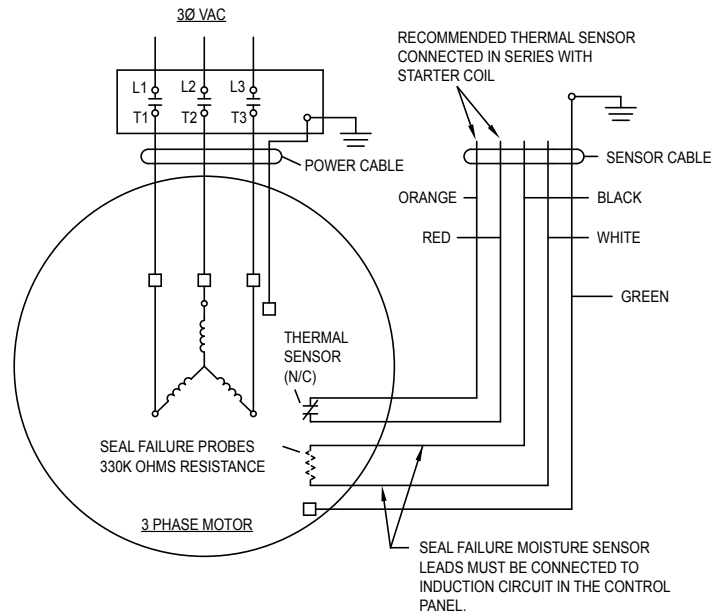 3Ø VAC
L1
L2
L3
T1
T2
T3
POWER CABLE
RECOMMENDED THERMAL SENSOR
CONNECTED IN SERIES WITH
STARTER COIL
SENSOR CABLE
ORANGE
BLACK
RED
WHITE
GREEN
THERMAL
SENSOR
(N/C)
SEAL FAILURE PROBES
330K OHMS RESISTANCE
3 PHASE MOTOR
SEAL FAILURE MOISTURE SENSOR
LEADS MUST BE CONNECTED TO
INDUCTION CIRCUIT IN THE CONTROL
PANEL.